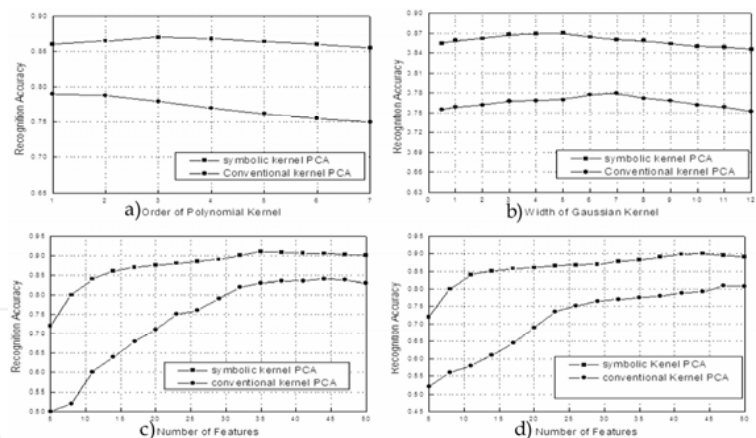 0.90
0.85
0.80
0.75
0.65
Recognition Accuracy
symbolic kernel PCA
Conventional kernel PCA
1 2 3 4 5 6 7
a) Order of Polynomial Kernel
0.90
0.87
0.84
0.81
0.75
0.69
0.66
0.63
Recognition Accuracy
symbolic kernel PCA
Conventional kernel PCA
0 1 2 3 4 5 6 7 8 9 10 11 12
b) Width of Gaussian Kernel
0.95
0.90
0.85
0.80
0.75
0.70
0.65
0.60
0.55
0.50
Recognition Accuracy
symbolic kernel PCA
conventional kernel PCA
5 10 15 20 25 30 35 40 45 50
c) Number of Features
0.95
0.90
0.85
0.80
0.75
0.70
0.65
0.60
0.55
0.50
0.45
Recognition Accuracy
symbolic Kenel PCA
conventional Kernel PCA
5 10 15 20 25 30 35 40 45 50
d) Number of Features